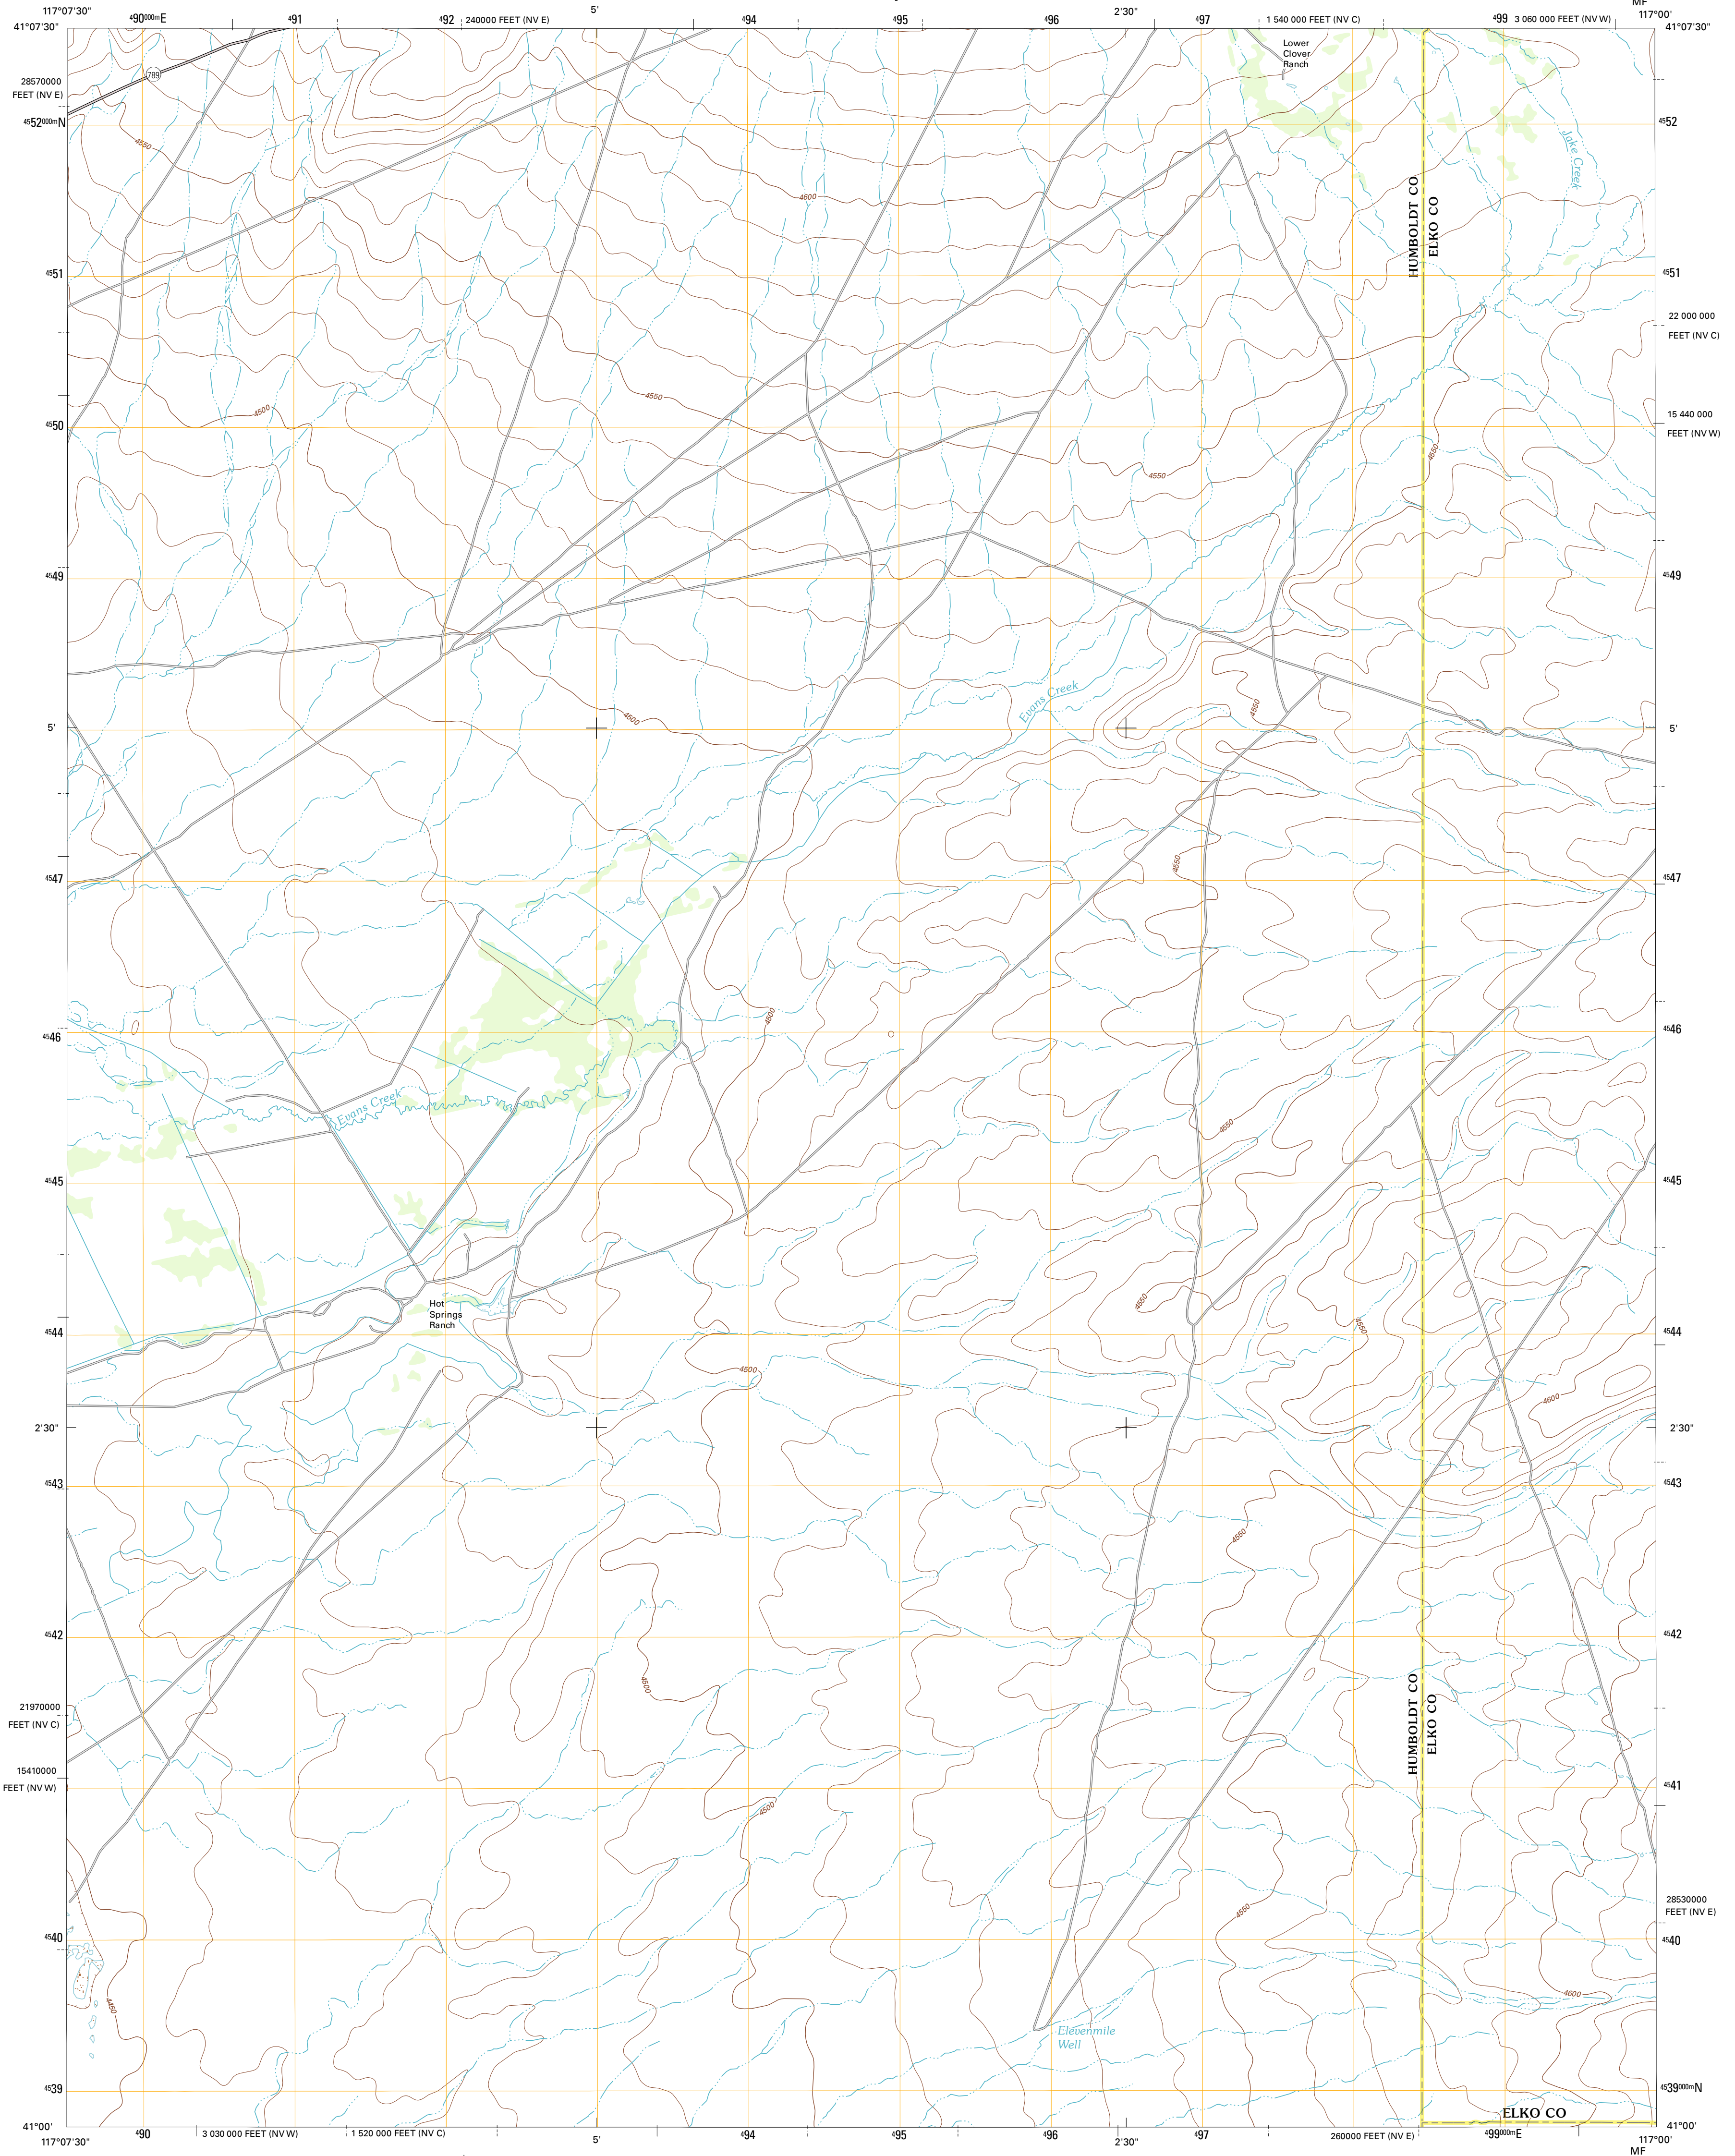 MF
117°07'30"
⁴90⁰⁰⁰ᵐE
⁴91
⁴92
240000 FEET (NV E)
5'
⁴94
⁴95
⁴96
2'30"
⁴97
1 540 000 FEET (NV C)
⁴99
3 060 000 FEET (NV W)
117°00'
41°07'30"
41°07'30"
Lower
Clover
Ranch
789
28570000
FEET (NV E)
⁴⁵52⁰⁰⁰ᵐN
⁴⁵52
4550
Jake Creek
4600
HUMBOLDT CO
ELKO CO
⁴⁵51
⁴⁵51
22 000 000
FEET (NV C)
4550
4500
15 440 000
FEET (NV W)
⁴⁵50
4550
4550
⁴⁵49
⁴⁵49
Evans Creek
4550
4500
5'
5'
4550
⁴⁵47
⁴⁵47
4500
⁴⁵46
⁴⁵46
Evans Creek
4550
⁴⁵45
⁴⁵45
4550
Hot
Springs
Ranch
4550
⁴⁵44
⁴⁵44
4500
4600
2'30"
2'30"
⁴⁵43
⁴⁵43
4550
⁴⁵42
⁴⁵42
4500
HUMBOLDT CO
ELKO CO
21970000
FEET (NV C)
15410000
FEET (NV W)
⁴⁵41
4500
28530000
FEET (NV E)
4550
⁴⁵40
⁴⁵40
4450
4600
Elevenmile
Well
⁴⁵39
⁴⁵39⁰⁰⁰ᵐN
ELKO CO
41°00'
41°00'
117°07'30"
⁴90
3 030 000 FEET (NV W)
1 520 000 FEET (NV C)
5'
⁴94
⁴95
⁴96
2'30"
⁴97
260000 FEET (NV E)
⁴99⁰⁰⁰ᵐE
117°00'
MF